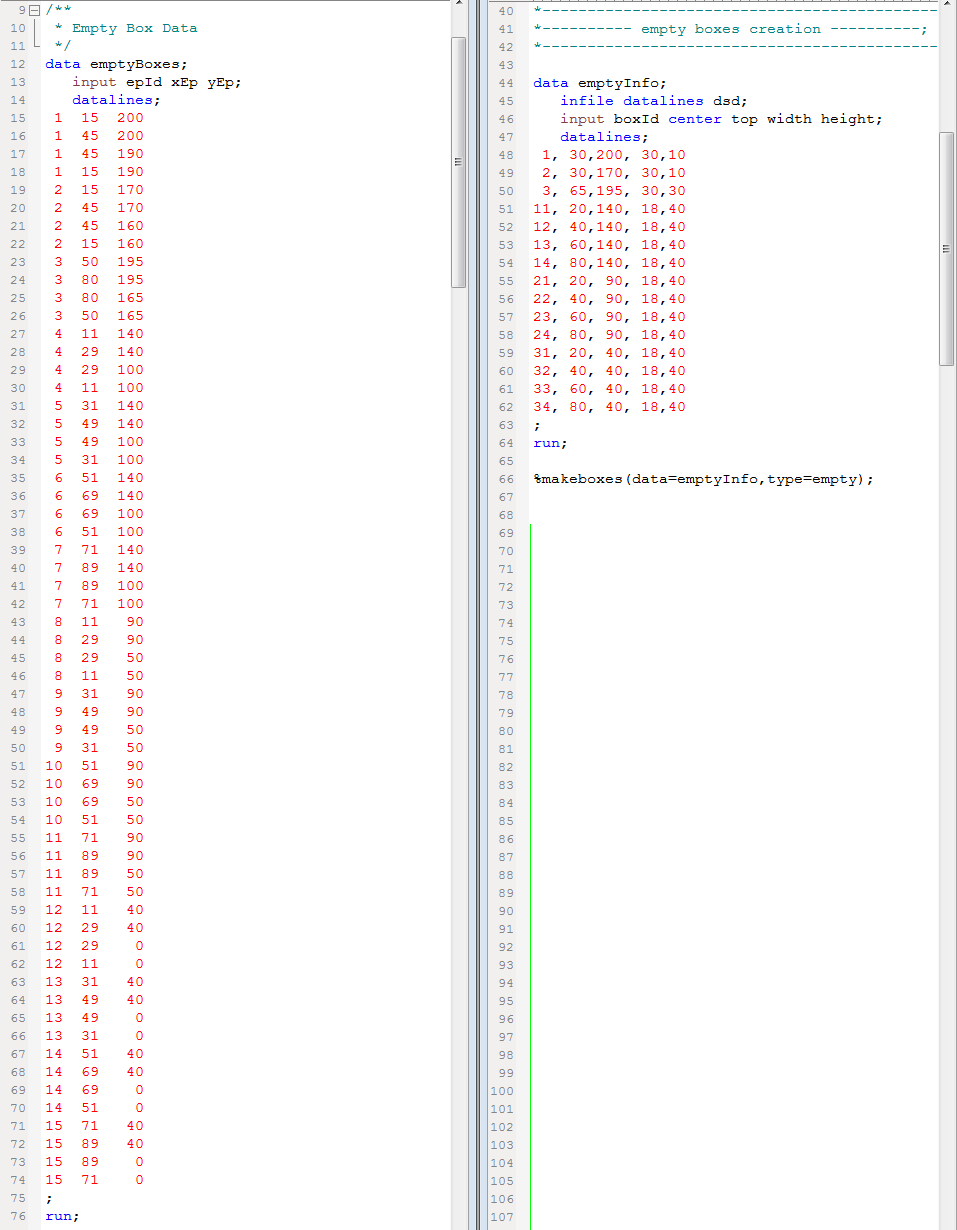 9 /**
10  * Empty Box Data
11  */
12 data emptyBoxes;
13    input epId xEp yEp;
14    datalines;
15  1  15  200
16  1  45  200
17  1  45  190
18  1  15  190
19  2  15  170
20  2  45  170
21  2  45  160
22  2  15  160
23  3  50  195
24  3  80  195
25  3  80  165
26  3  50  165
27  4  11  140
28  4  29  140
29  4  29  100
30  4  11  100
31  5  31  140
32  5  49  140
33  5  49  100
34  5  31  100
35  6  51  140
36  6  69  140
37  6  69  100
38  6  51  100
39  7  71  140
40  7  89  140
41  7  89  100
42  7  71  100
43  8  11   90
44  8  29   90
45  8  29   50
46  8  11   50
47  9  31   90
48  9  49   90
49  9  49   50
50  9  31   50
51 10  51   90
52 10  69   90
53 10  69   50
54 10  51   50
55 11  71   90
56 11  89   90
57 11  89   50
58 11  71   50
59 12  11   40
60 12  29   40
61 12  29    0
62 12  11    0
63 13  31   40
64 13  49   40
65 13  49    0
66 13  31    0
67 14  51   40
68 14  69   40
69 14  69    0
70 14  51    0
71 15  71   40
72 15  89   40
73 15  89    0
74 15  71    0
75 ;
76 run;
40 *--------------------------------------------
41 *---------- empty boxes creation ----------;
42 *--------------------------------------------
43
44 data emptyInfo;
45    infile datalines dsd;
46    input boxId center top width height;
47    datalines;
48  1, 30,200, 30,10
49  2, 30,170, 30,10
50  3, 65,195, 30,30
51 11, 20,140, 18,40
52 12, 40,140, 18,40
53 13, 60,140, 18,40
54 14, 80,140, 18,40
55 21, 20, 90, 18,40
56 22, 40, 90, 18,40
57 23, 60, 90, 18,40
58 24, 80, 90, 18,40
59 31, 20, 40, 18,40
60 32, 40, 40, 18,40
61 33, 60, 40, 18,40
62 34, 80, 40, 18,40
63 ;
64 run;
65
66 %makeboxes(data=emptyInfo,type=empty);
67
68
69
70
71
72
73
74
75
76
77
78
79
80
81
82
83
84
85
86
87
88
89
90
91
92
93
94
95
96
97
98
99
100
101
102
103
104
105
106
107